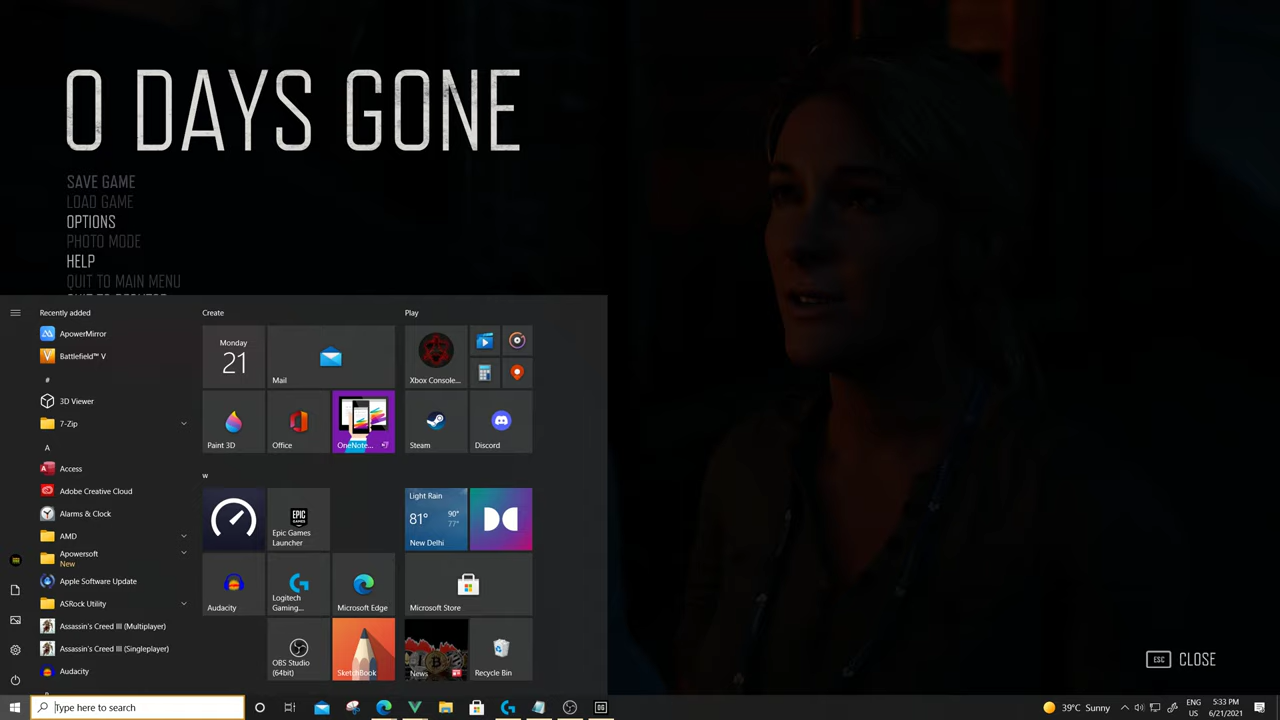 0 DAYS GONE
SAVE GAME
LOAD GAME
OPTIONS
PHOTO MODE
HELP
QUIT TO MAIN MENU
Recently added
ApowerMirror
Battlefield™ V
#
3D Viewer
7-Zip
A
Access
Adobe Creative Cloud
Alarms & Clock
AMD
Apowersoft
New
Apple Software Update
ASRock Utility
Assassin's Creed III (Multiplayer)
Assassin's Creed III (Singleplayer)
Audacity
Create
Monday
21
Mail
Paint 3D
Office
OneNote...
w
EPIC
GAMES
Epic Games
Launcher
Audacity
Logitech
Gaming...
Microsoft Edge
OBS Studio
(64bit)
SketchBook
Play
Xbox Console...
Steam
Discord
Light Rain
81°
90°
77°
New Delhi
Microsoft Store
News
Recycle Bin
ESC CLOSE
Type here to search
DG
39°C Sunny
ENG
US
5:33 PM
6/21/2021